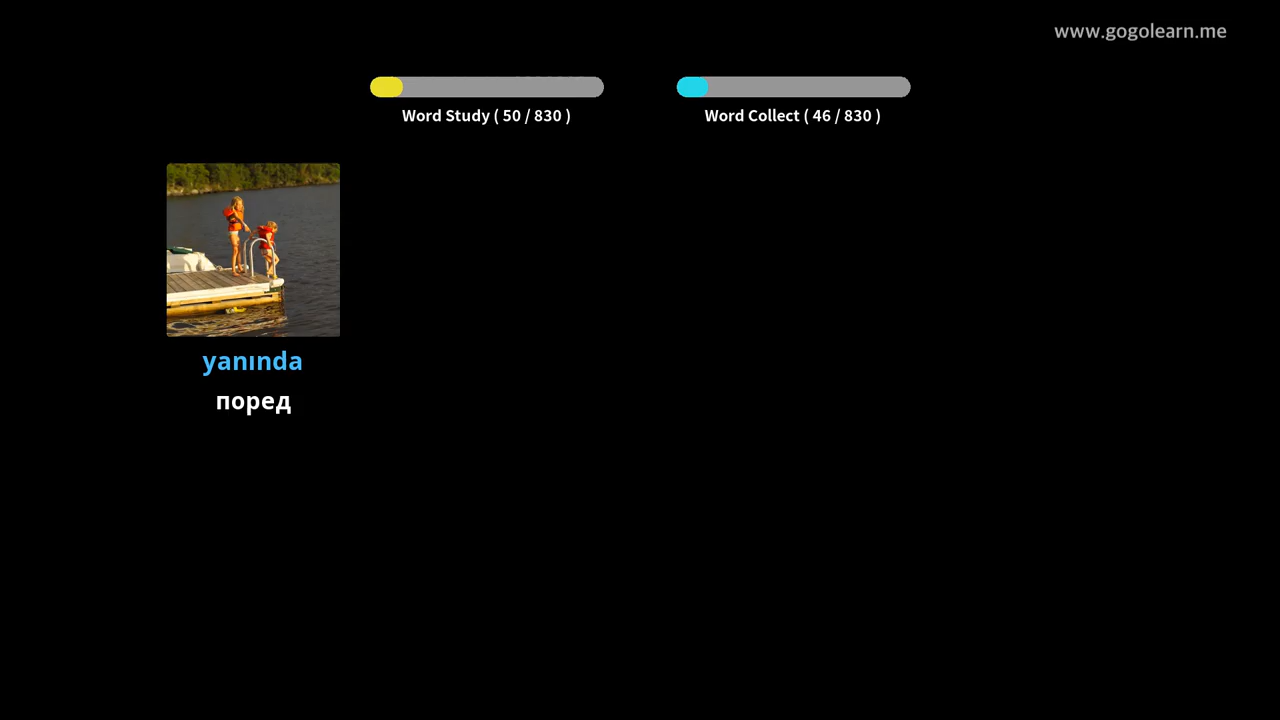 www.gogolearn.me
Word Study ( 50 / 830 )
Word Collect ( 46 / 830 )
yanında
поред